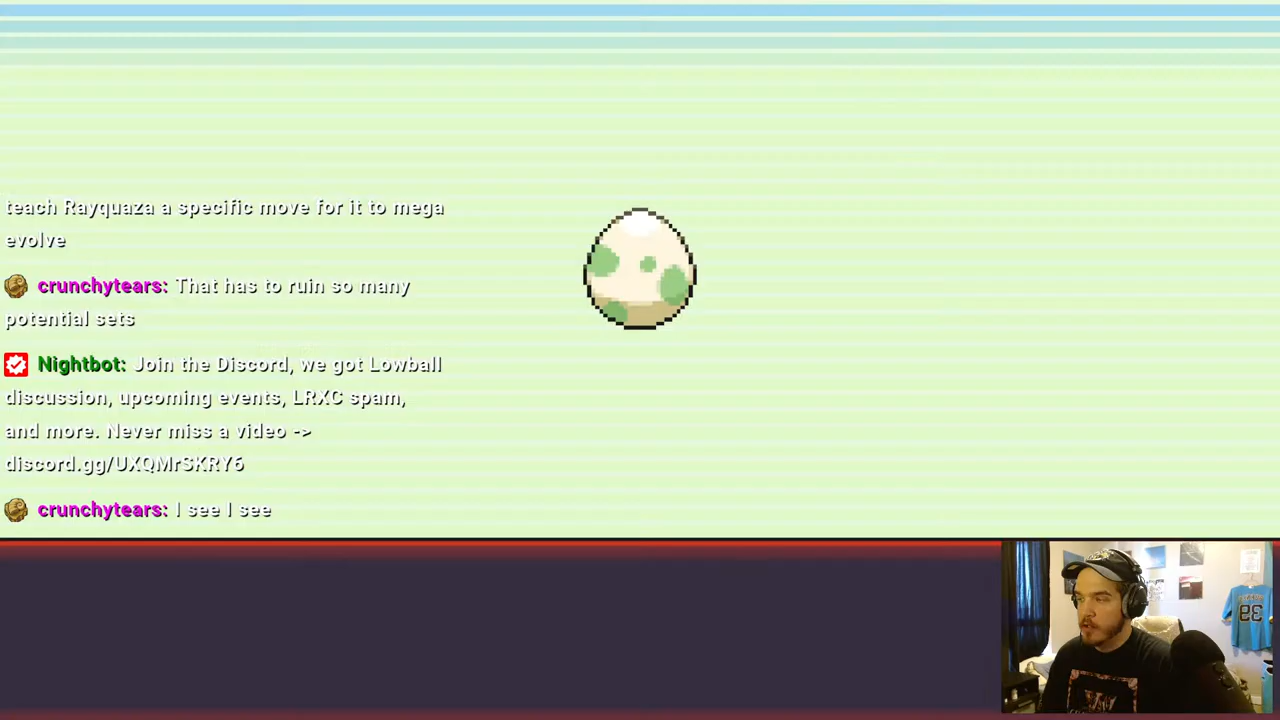 teach Rayquaza a specific move for it to mega
evolve
crunchytears: That has to ruin so many
potential sets
Nightbot: Join the Discord, we got Lowball
discussion, upcoming events, LRXC spam,
and more. Never miss a video ->
discord.gg/UXQMrSKRY6
crunchytears: I see I see